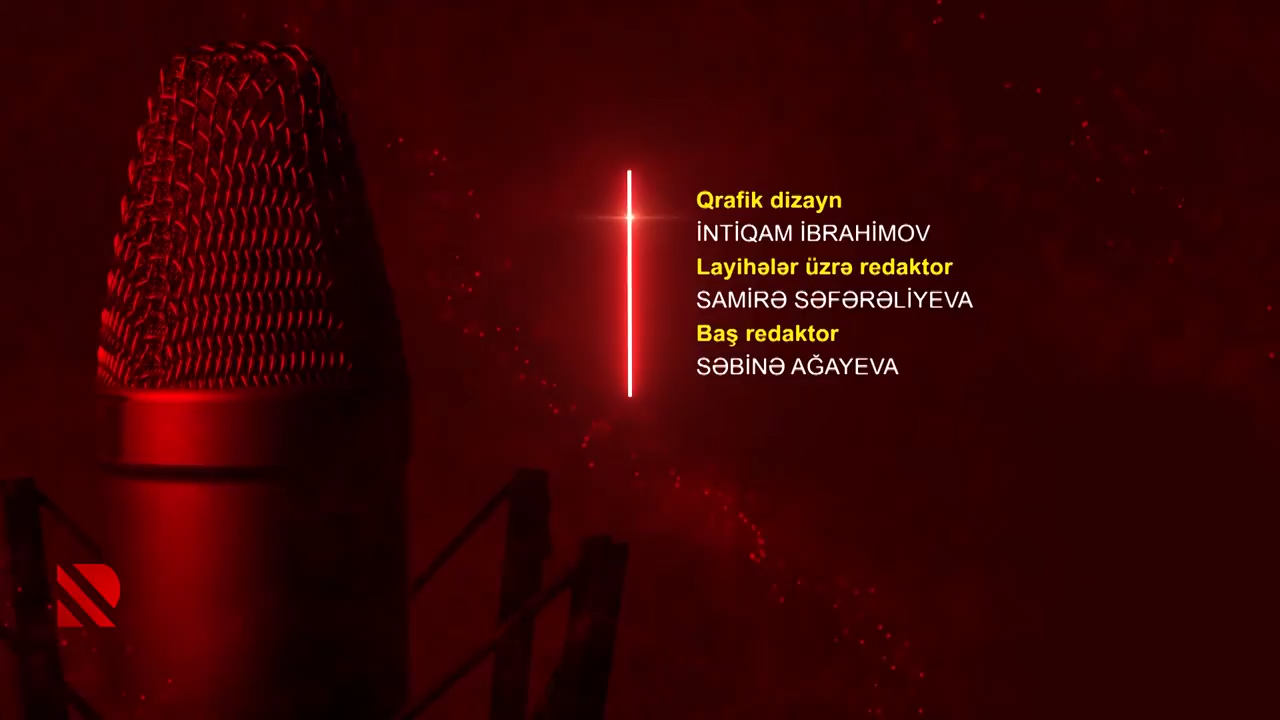 Qrafik dizayn
İNTİQAM İBRAHİMOV
Layihələr üzrə redaktor
SAMİRƏ SƏFƏRƏLİYEVA
Baş redaktor
SƏBİNƏ AĞAYEVA